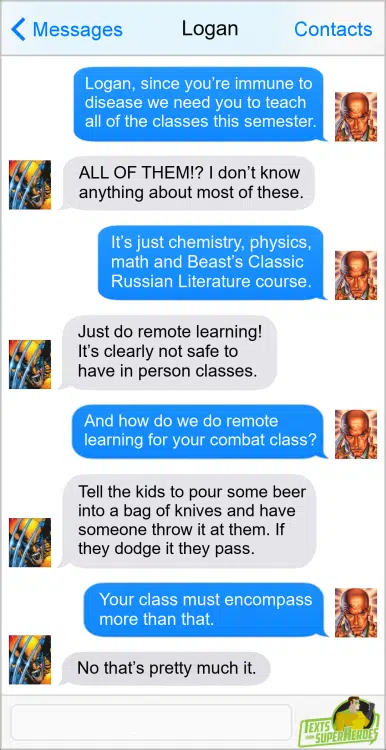 Messages
Logan
Contacts
Logan, since you’re immune to
disease we need you to teach
all of the classes this semester.
ALL OF THEM!? I don’t know
anything about most of these.
It’s just chemistry, physics,
math and Beast’s Classic
Russian Literature course.
Just do remote learning!
It’s clearly not safe to
have in person classes.
And how do we do remote
learning for your combat class?
Tell the kids to pour some beer
into a bag of knives and have
someone throw it at them. If
they dodge it they pass.
Your class must encompass
more than that.
No that’s pretty much it.
TEXTS
FROM SUPERHEROES